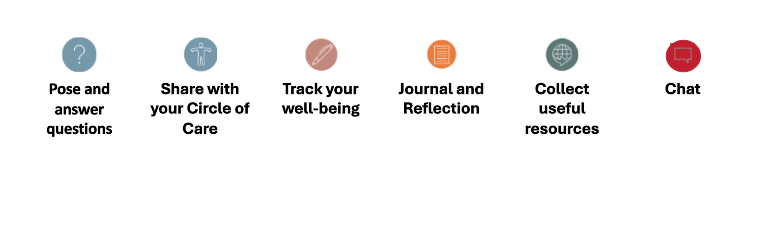 ?
Pose and
answer
questions
Share with
your Circle of
Care
Track your
well-being
Journal and
Reflection
Collect
useful
resources
Chat